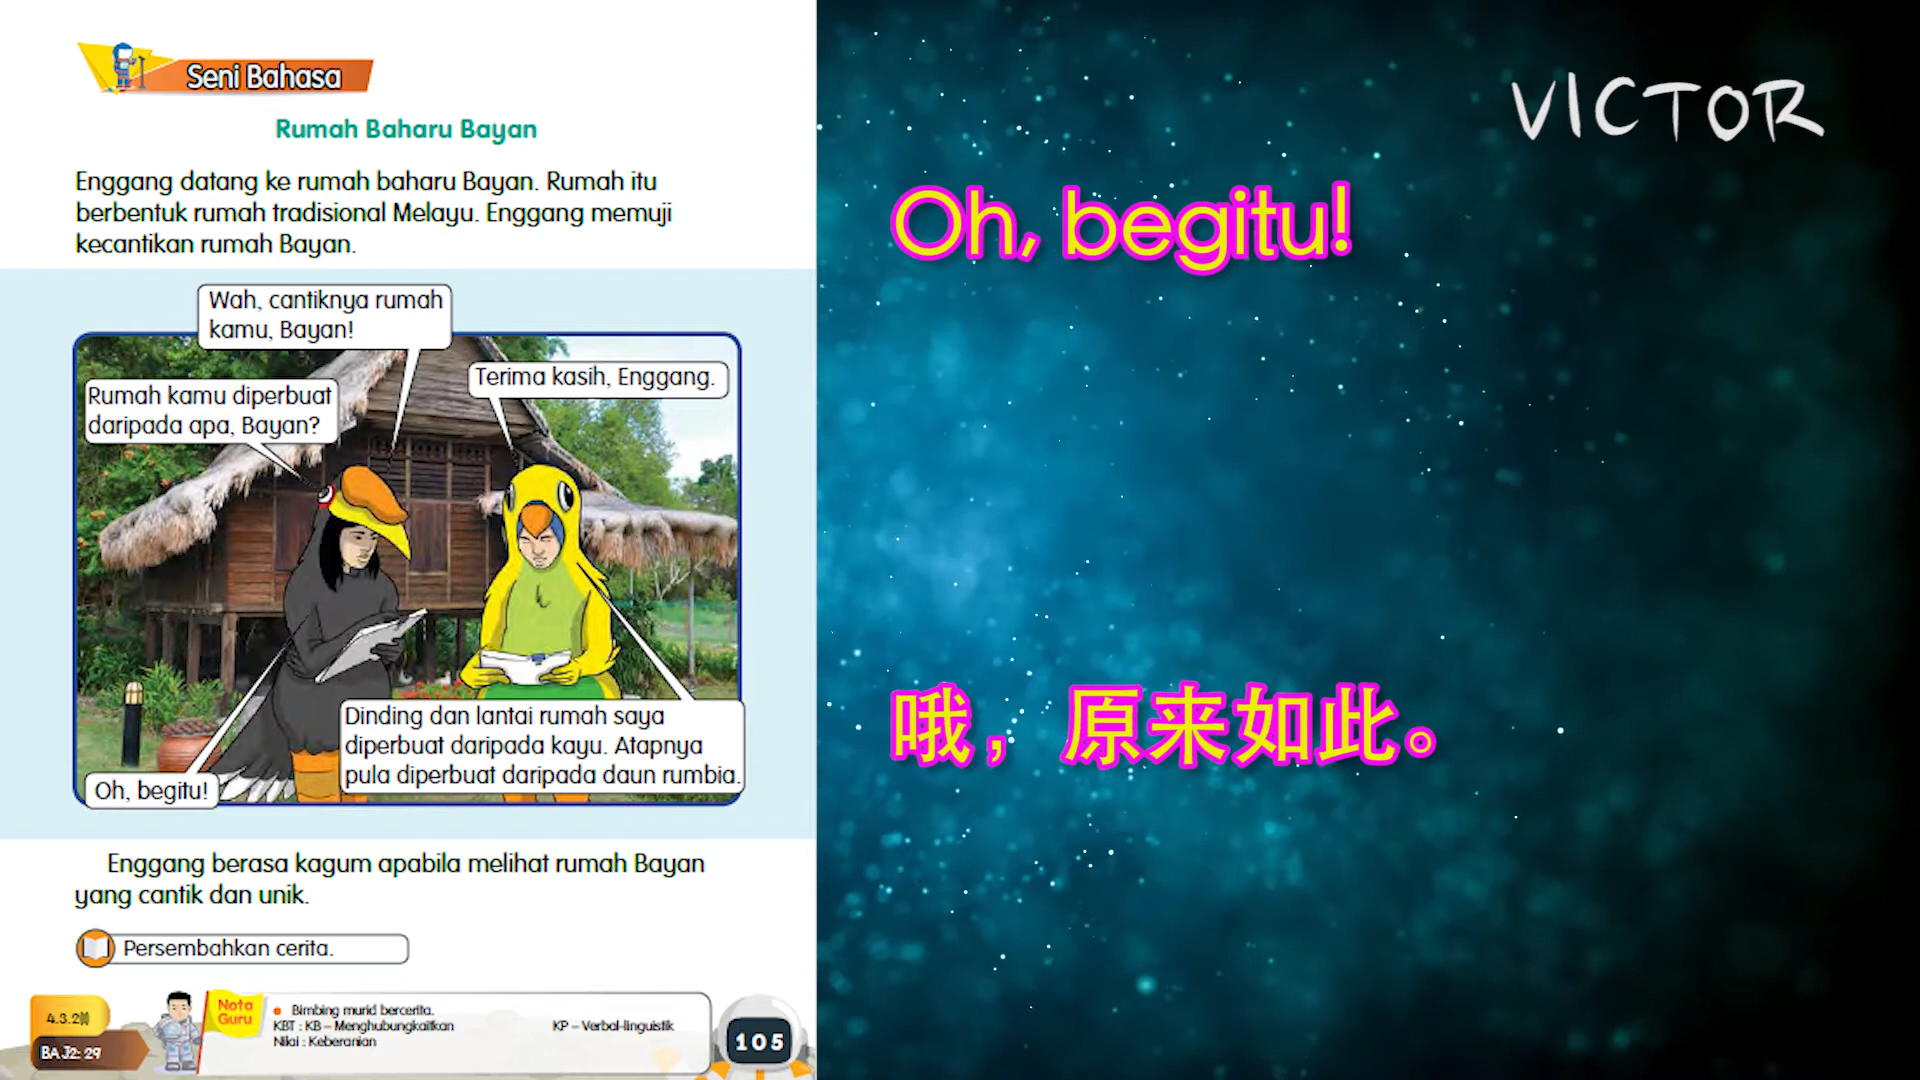 Seni Bahasa
Rumah Baharu Bayan
Enggang datang ke rumah baharu Bayan. Rumah itu
berbentuk rumah tradisional Melayu. Enggang memuji
kecantikan rumah Bayan.
Wah, cantiknya rumah
kamu, Bayan!
Terima kasih, Enggang.
Rumah kamu diperbuat
daripada apa, Bayan?
Dinding dan lantai rumah saya
diperbuat daripada kayu. Atapnya
pula diperbuat daripada daun rumbia.
Oh, begitu!
Enggang berasa kagum apabila melihat rumah Bayan
yang cantik dan unik.
Persembahkan cerita.
4.3.2(i)
BA J2: 29
Nota
Guru
Bimbing murid bercerita.
KBT : KB – Menghubungkaitkan
KP – Verbal-linguistik
Nilai : Keberanian
105
VICTOR
Oh, begitu!
哦，原来如此。